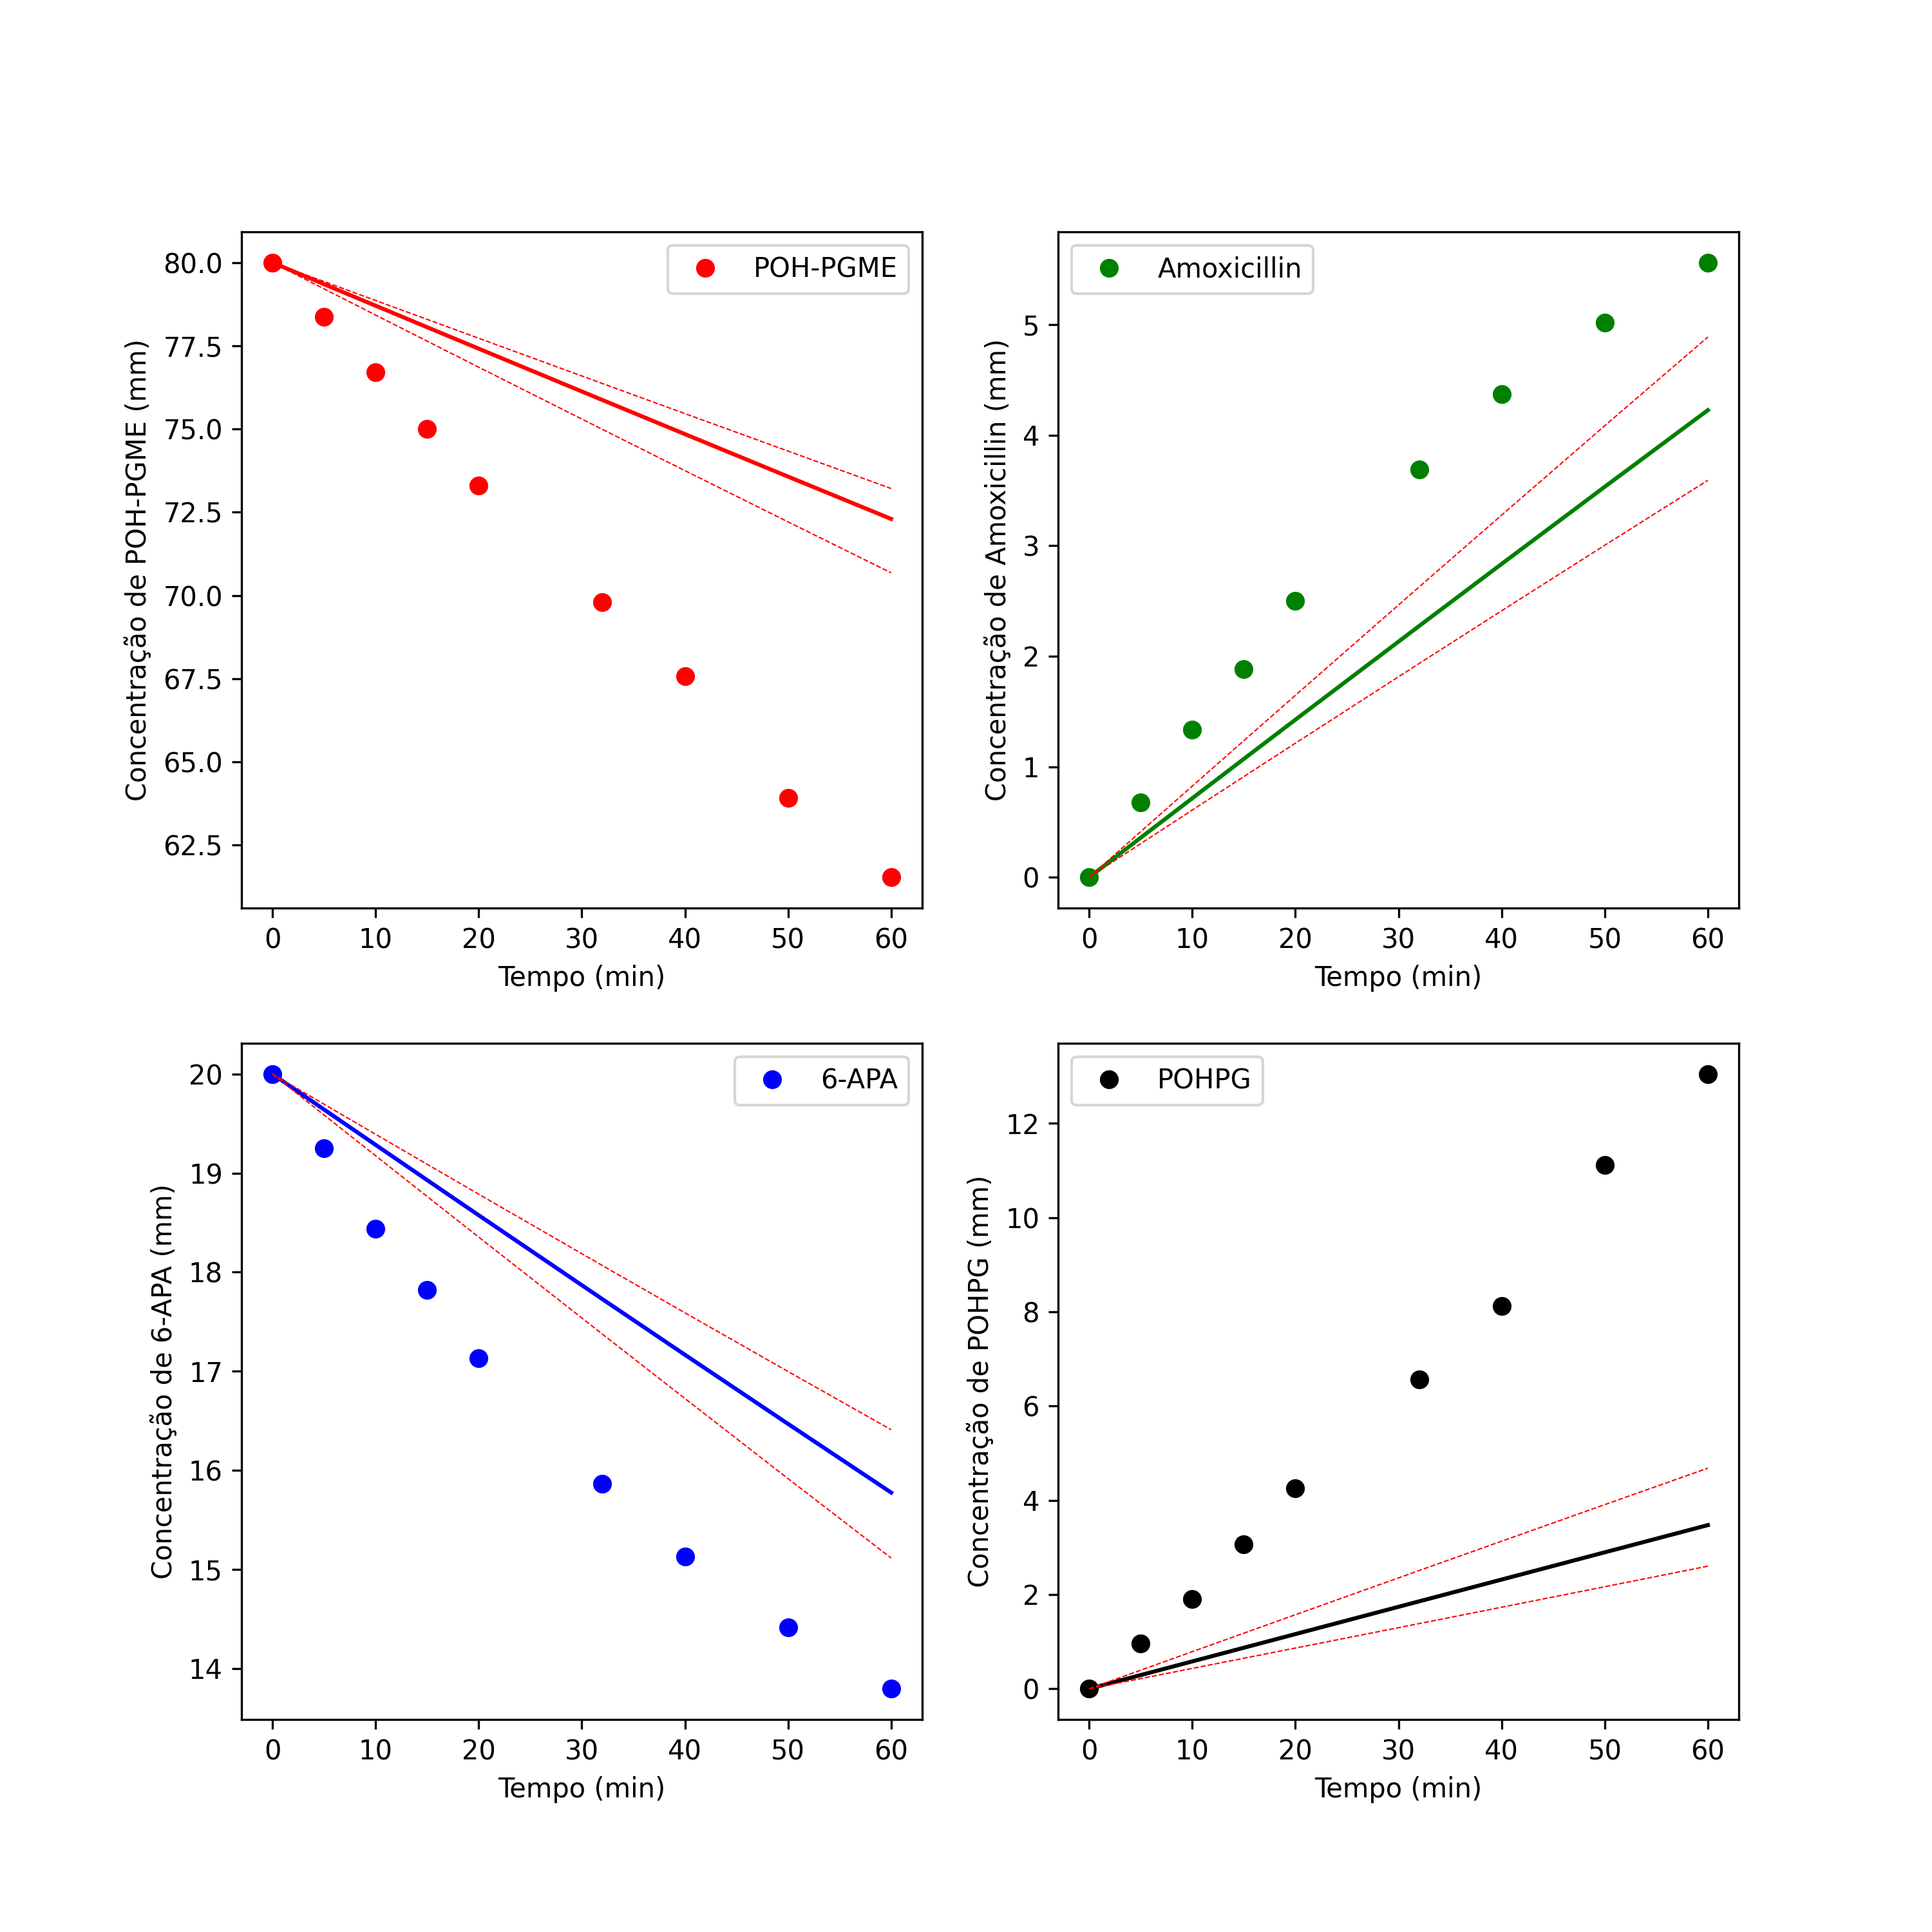 POH-PGME
Concentração de POH-PGME (mm)
80.0
77.5
75.0
72.5
70.0
67.5
65.0
62.5
0 10 20 30 40 50 60
Tempo (min)
Amoxicillin
Concentração de Amoxicillin (mm)
5
4
3
2
1
0
0 10 20 30 40 50 60
Tempo (min)
6-APA
Concentração de 6-APA (mm)
20
19
18
17
16
15
14
0 10 20 30 40 50 60
Tempo (min)
POHPG
Concentração de POHPG (mm)
12
10
8
6
4
2
0
0 10 20 30 40 50 60
Tempo (min)